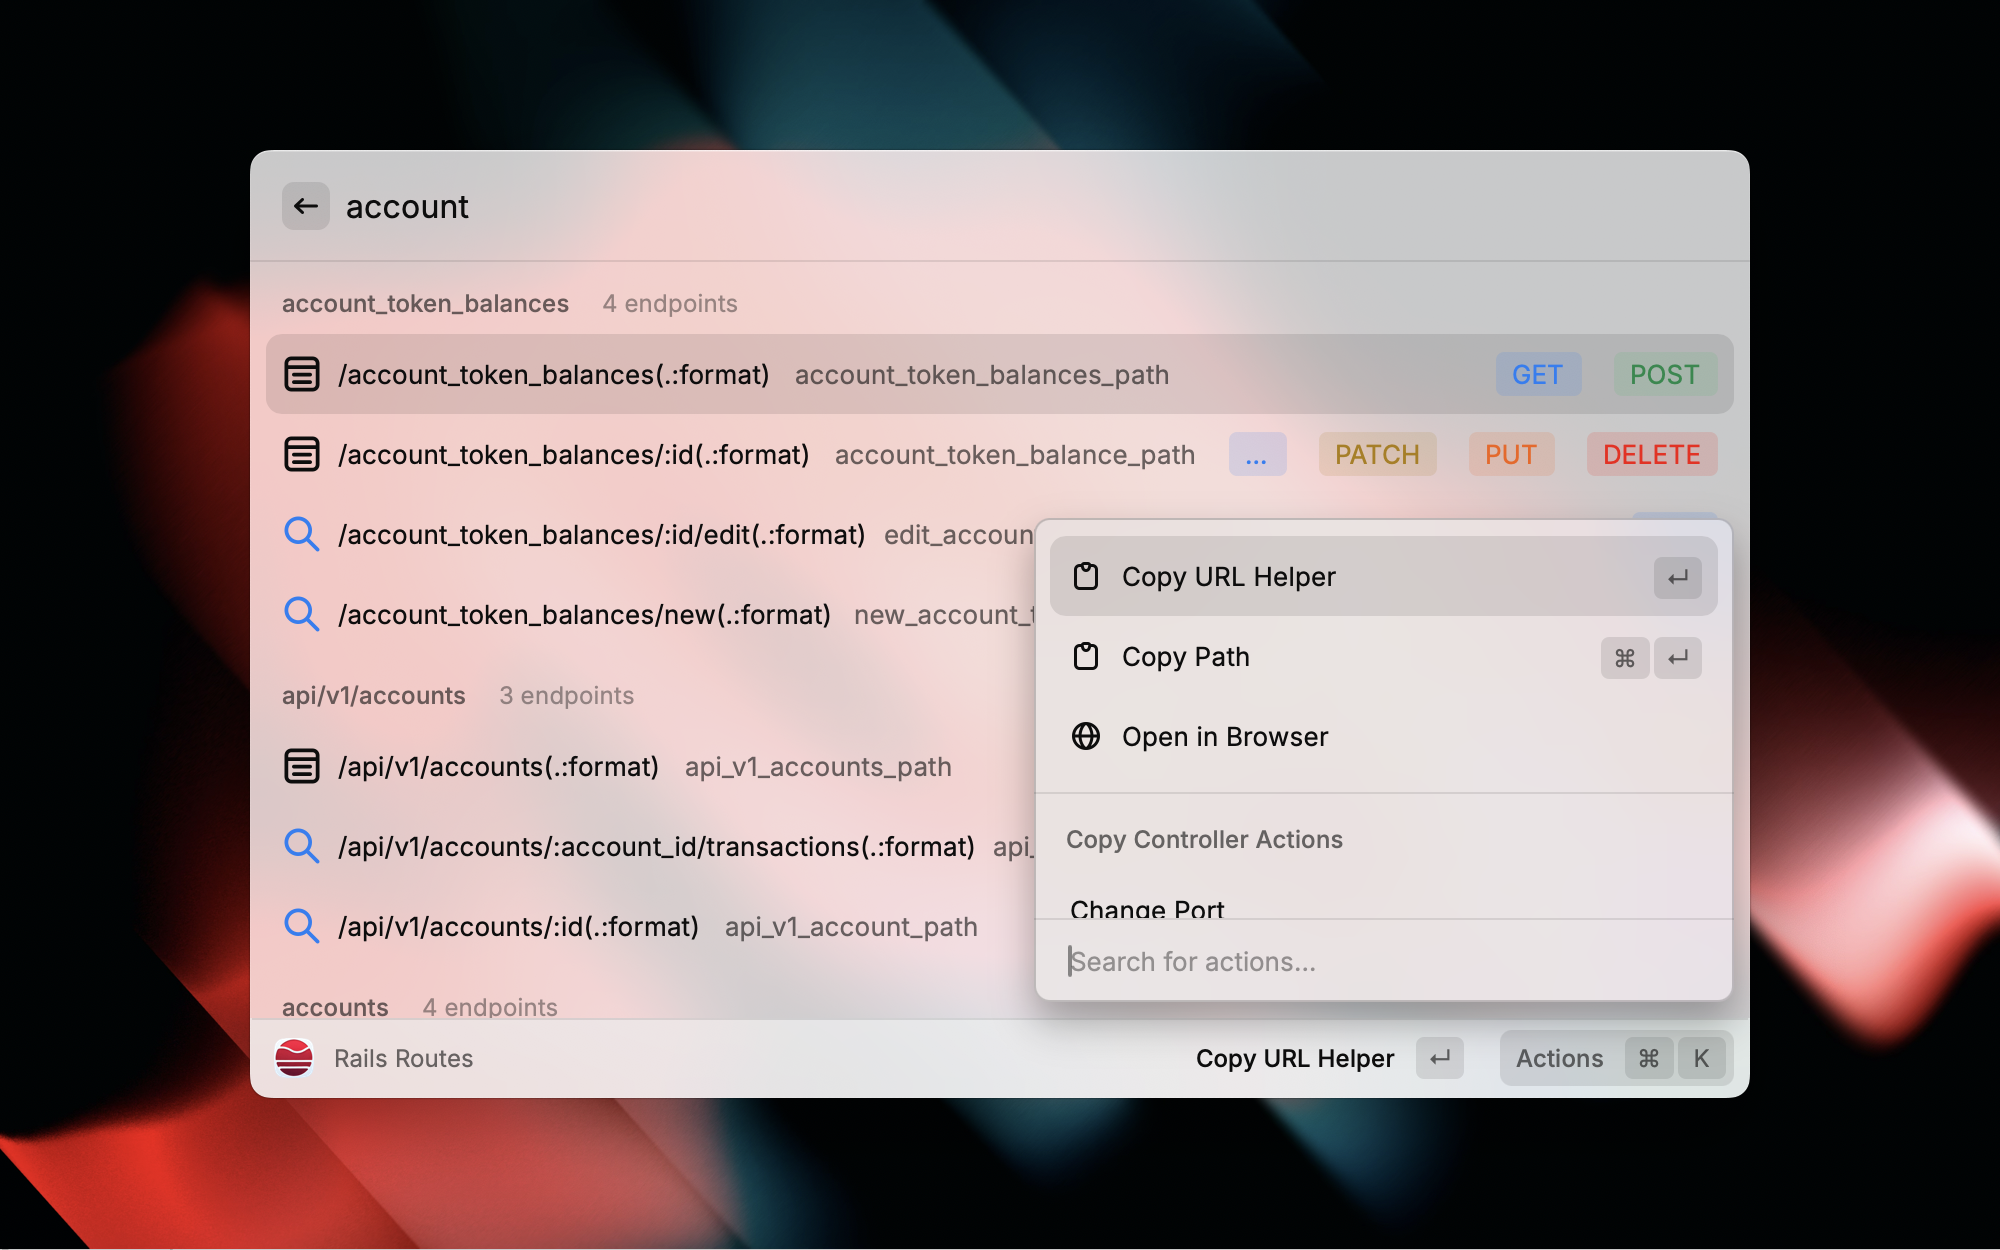 account
account_token_balances 4 endpoints
/account_token_balances(.:format) account_token_balances_path GET POST
/account_token_balances/:id(.:format) account_token_balance_path ... PATCH PUT DELETE
/account_token_balances/:id/edit(.:format) edit_accoun
/account_token_balances/new(.:format) new_account_t
api/v1/accounts 3 endpoints
/api/v1/accounts(.:format) api_v1_accounts_path
/api/v1/accounts/:account_id/transactions(.:format) api_
/api/v1/accounts/:id(.:format) api_v1_account_path
accounts 4 endpoints
Copy URL Helper ↵
Copy Path ⌘ ↵
Open in Browser
Copy Controller Actions
Change Port
Search for actions...
Rails Routes Copy URL Helper ↵ Actions ⌘ K